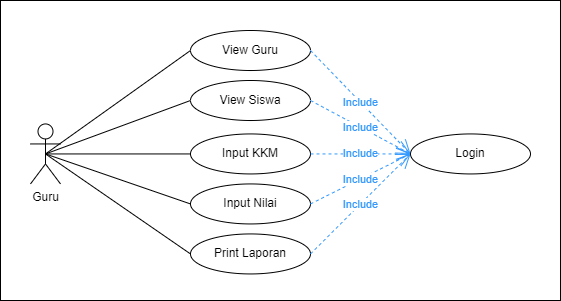 View Guru
View Siswa
Input KKM
Input Nilai
Print Laporan
Include
Include
Include
Include
Include
Login
Guru